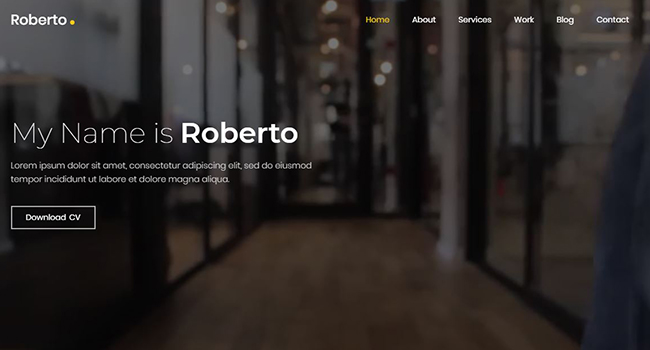 Roberto
Home About Services Work Blog Contact
My Name is Roberto
Lorem ipsum dolor sit amet, consectetur adipiscing elit, sed do eiusmod
tempor incididunt ut labore et dolore magna aliqua.
Download CV